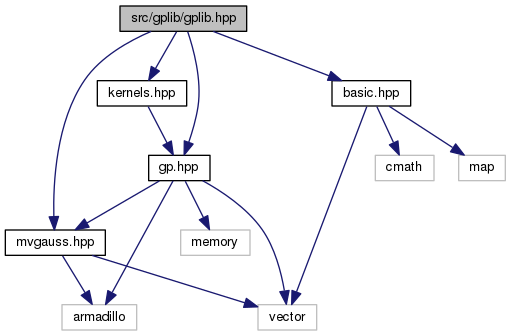 src/gplib/gplib.hpp
kernels.hpp
basic.hpp
gp.hpp
cmath
map
mvgauss.hpp
memory
armadillo
vector